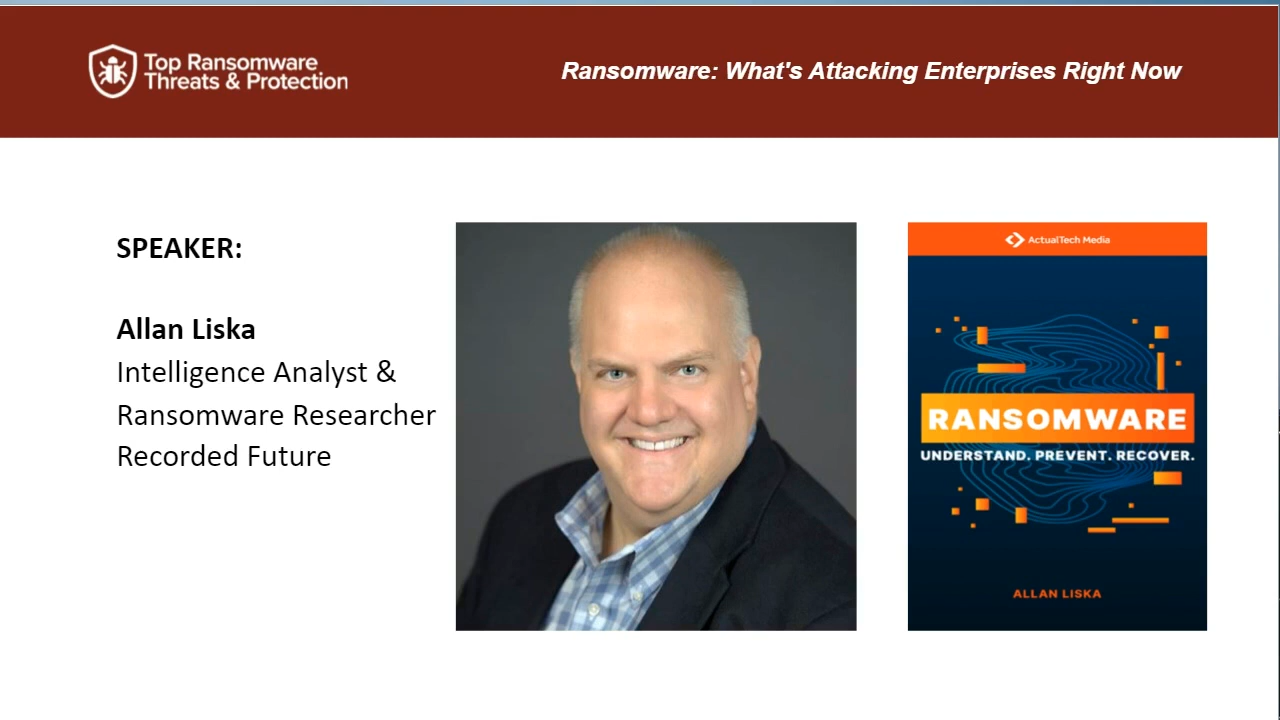 Top Ransomware
Threats & Protection
Ransomware: What's Attacking Enterprises Right Now
SPEAKER:
Allan Liska
Intelligence Analyst &
Ransomware Researcher
Recorded Future
ActualTech Media
RANSOMWARE
UNDERSTAND. PREVENT. RECOVER.
ALLAN LISKA